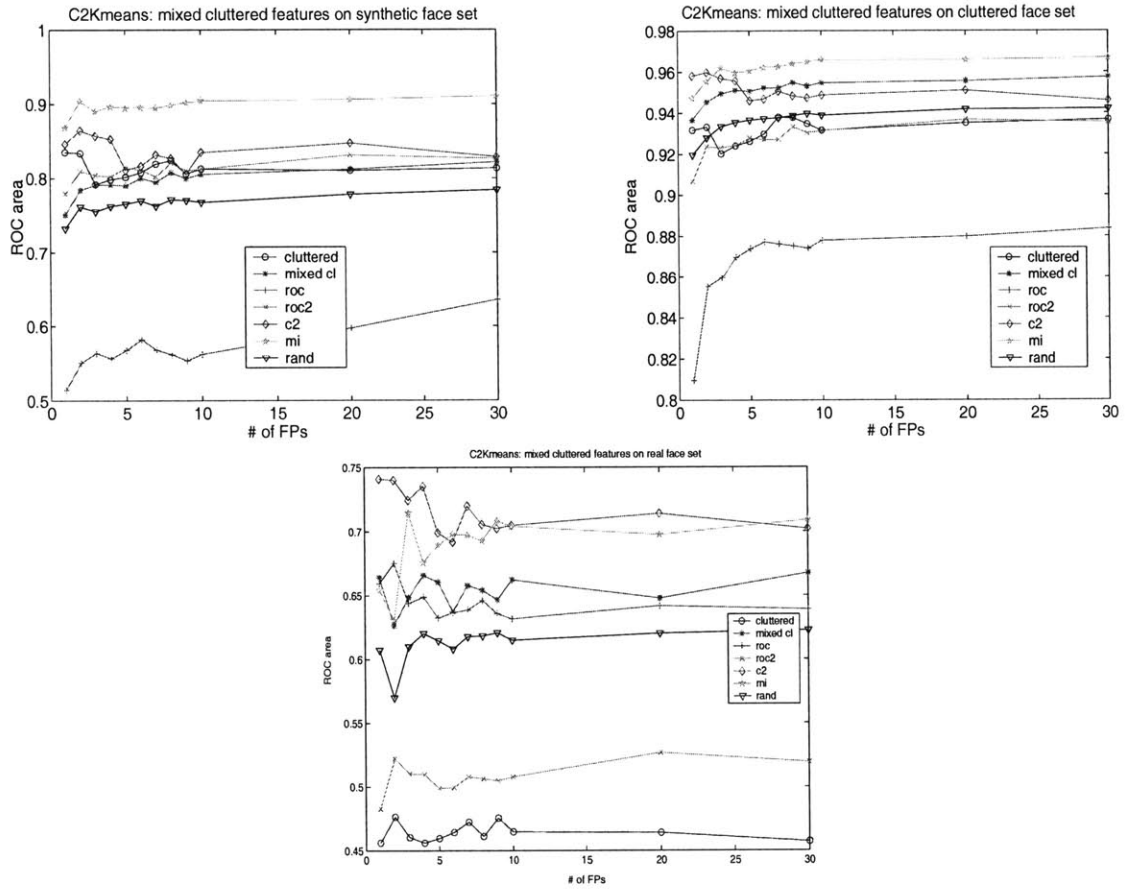 C2Kmeans: mixed cluttered features on synthetic face set
1
0.9
0.8
0.7
0.6
0.5
ROC area
0
5
10
15
20
25
30
# of FPs
cluttered
mixed cl
roc
roc2
c2
mi
rand
C2Kmeans: mixed cluttered features on cluttered face set
0.98
0.96
0.94
0.92
0.9
0.88
0.86
0.84
0.82
0.8
ROC area
0
5
10
15
20
25
30
# of FPs
cluttered
mixed cl
roc
roc2
c2
mi
rand
C2Kmeans: mixed cluttered features on real face set
0.75
0.7
0.65
0.6
0.55
0.5
0.45
ROC area
0
5
10
15
20
25
30
# of FPs
cluttered
mixed cl
roc
roc2
c2
mi
rand